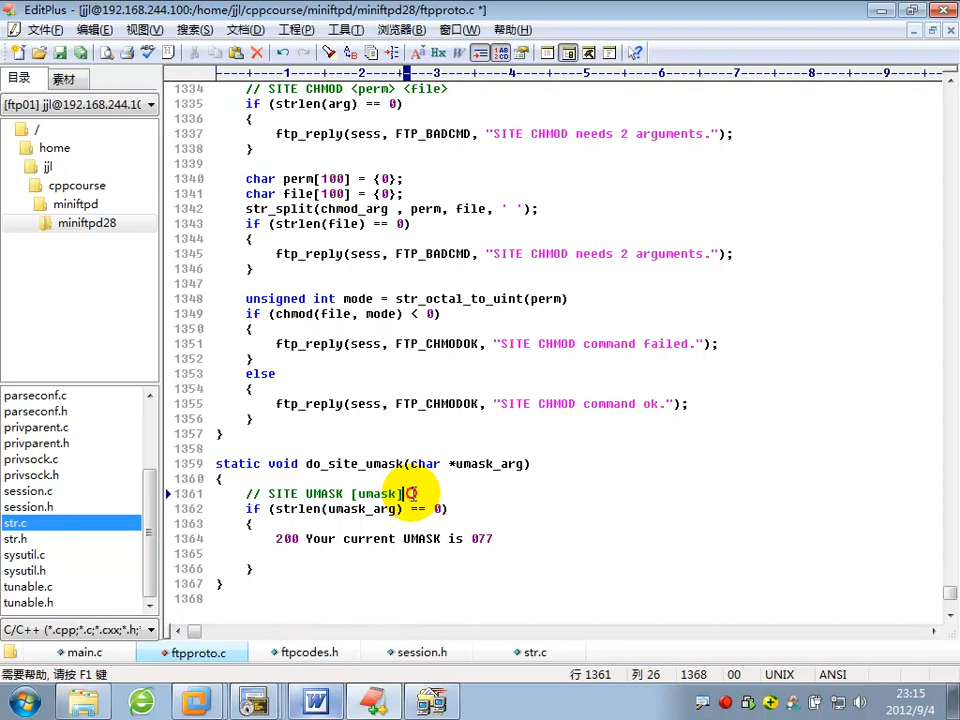 EditPlus - [jjl@192.168.244.100:/home/jjl/cppcourse/miniftpd/miniftpd28/ftpproto.c *]
文件(F) 编辑(E) 视图(V) 搜索(S) 文档(D) 工程(P) 工具(T) 浏览器(B) 窗口(W) 帮助(H)
目录 素材
[ftp01] jjl@192.168.244.10
/
home
jjl
cppcourse
miniftpd
miniftpd28
parseconf.c
parseconf.h
privparent.c
privparent.h
privsock.c
privsock.h
session.c
session.h
str.c
str.h
sysutil.c
sysutil.h
tunable.c
tunable.h
C/C++ (*.cpp;*.c;*.cxx;*.h;
----+----1----+----2----+----3----+----4----+----5----+----6----+----7----+----8----+----9----+--
1334 // SITE CHMOD <perm> <file>
1335 if (strlen(arg) == 0)
1336 {
1337 ftp_reply(sess, FTP_BADCMD, "SITE CHMOD needs 2 arguments.");
1338 }
1339
1340 char perm[100] = {0};
1341 char file[100] = {0};
1342 str_split(chmod_arg , perm, file, ' ');
1343 if (strlen(file) == 0)
1344 {
1345 ftp_reply(sess, FTP_BADCMD, "SITE CHMOD needs 2 arguments.");
1346 }
1347
1348 unsigned int mode = str_octal_to_uint(perm)
1349 if (chmod(file, mode) < 0)
1350 {
1351 ftp_reply(sess, FTP_CHMODOK, "SITE CHMOD command failed.");
1352 }
1353 else
1354 {
1355 ftp_reply(sess, FTP_CHMODOK, "SITE CHMOD command ok.");
1356 }
1357 }
1358
1359 static void do_site_umask(char *umask_arg)
1360 {
1361 // SITE UMASK [umask]
1362 if (strlen(umask_arg) == 0)
1363 {
1364 200 Your current UMASK is 077
1365
1366 }
1367 }
1368
main.c ftpproto.c ftpcodes.h session.h str.c
需要帮助, 请按 F1 键 行 1361 列 26 1368 00 UNIX ANSI
23:15
2012/9/4